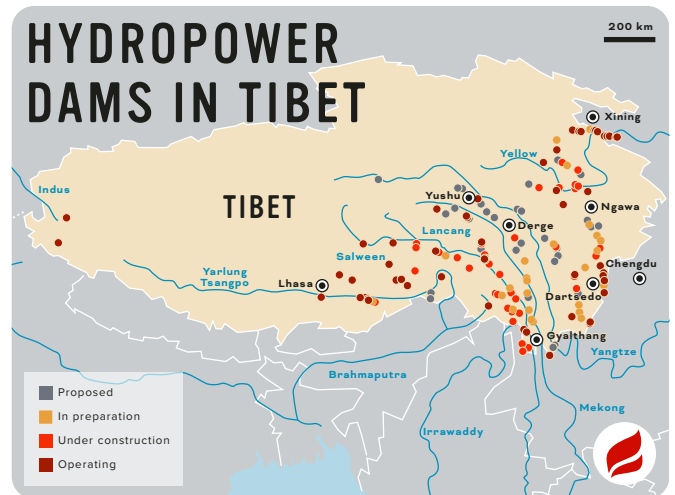 HYDROPOWER
DAMS IN TIBET
200 km
Xining
Yellow
Indus
Yushu
TIBET
Ngawa
Derge
Lancang
Salween
Chengdu
Yarlung
Tsangpo
Lhasa
Dartsedo
Gyalthang
Yangtze
Brahmaputra
Mekong
Irrawaddy
Proposed
In preparation
Under construction
Operating